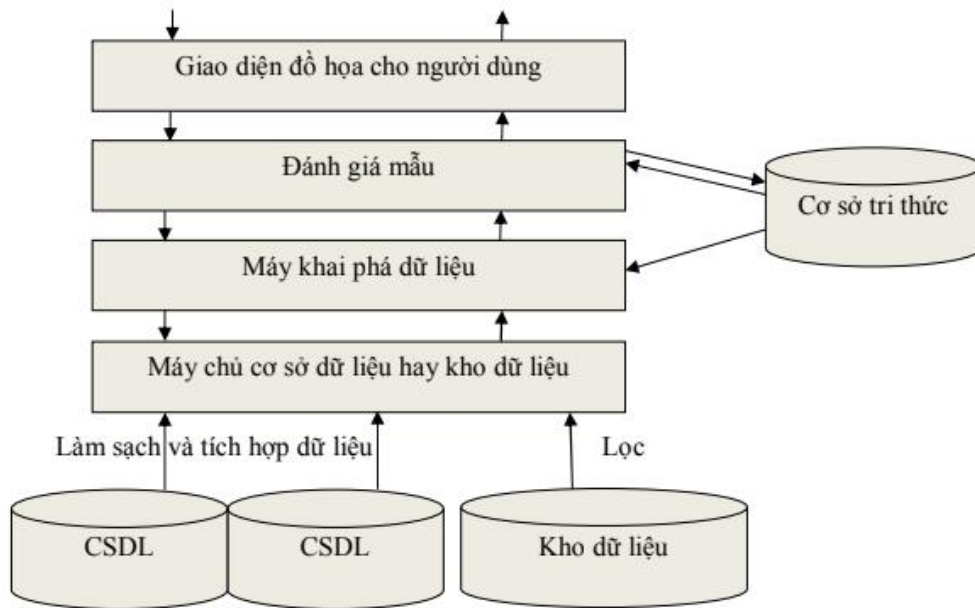 Giao diện đồ họa cho người dùng
Đánh giá mẫu
Cơ sở tri thức
Máy khai phá dữ liệu
Máy chủ cơ sở dữ liệu hay kho dữ liệu
Làm sạch và tích hợp dữ liệu
Lọc
CSDL
CSDL
Kho dữ liệu